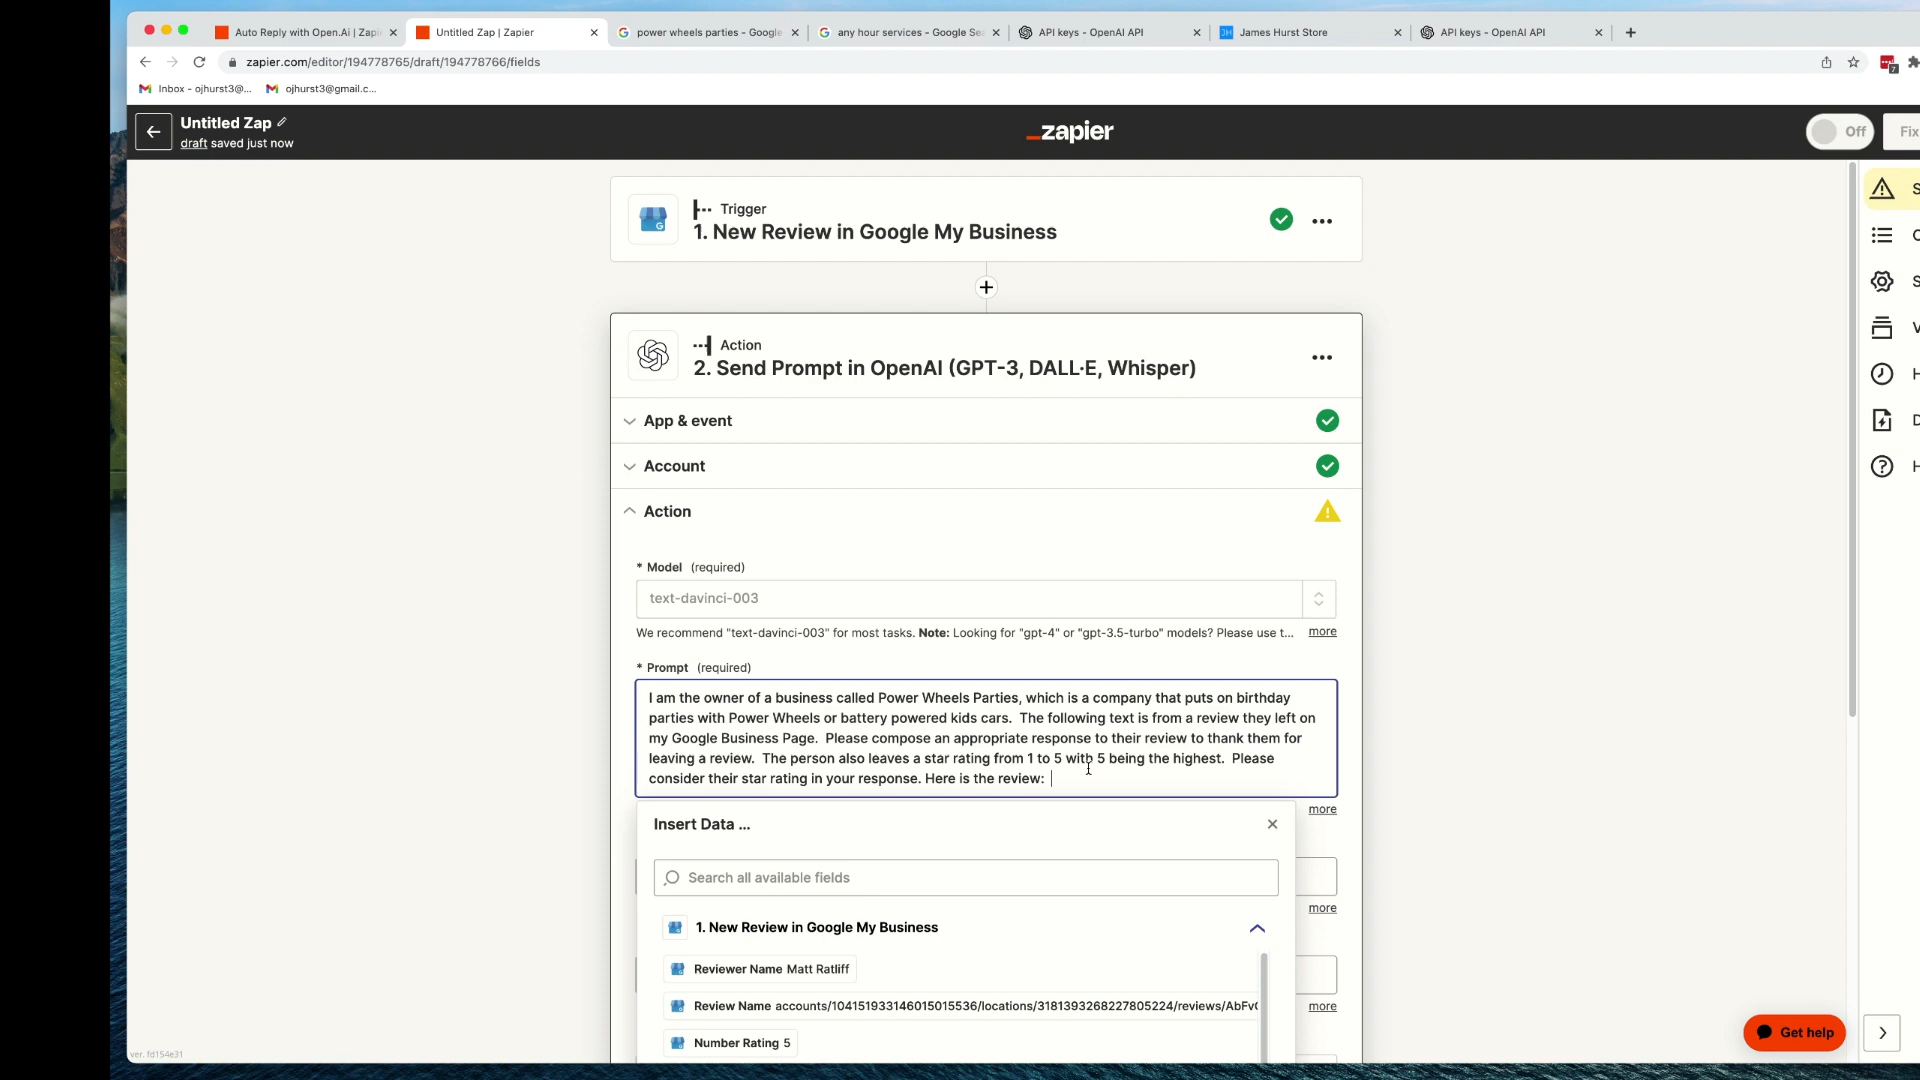 Auto Reply with Open.Ai | Zapi
Untitled Zap | Zapier
power wheels parties - Google
any hour services - Google Sea
API keys - OpenAI API
JH James Hurst Store
API keys - OpenAI API
zapier.com/editor/194778765/draft/194778766/fields
7
Inbox - ojhurst3@...
ojhurst3@gmail.c...
Untitled Zap
draft saved just now
_zapier
Off
Fix
Trigger
1. New Review in Google My Business
Action
2. Send Prompt in OpenAI (GPT-3, DALL·E, Whisper)
App & event
Account
Action
* Model (required)
text-davinci-003
We recommend "text-davinci-003" for most tasks. Note: Looking for "gpt-4" or "gpt-3.5-turbo" models? Please use t... more
* Prompt (required)
I am the owner of a business called Power Wheels Parties, which is a company that puts on birthday
parties with Power Wheels or battery powered kids cars.  The following text is from a review they left on
my Google Business Page.  Please compose an appropriate response to their review to thank them for
leaving a review.  The person also leaves a star rating from 1 to 5 with 5 being the highest.  Please
consider their star rating in your response. Here is the review:
more
Insert Data ...
Search all available fields
more
1. New Review in Google My Business
Reviewer Name Matt Ratliff
Review Name accounts/104151933146015015536/locations/3181393268227805224/reviews/AbFv
more
Number Rating 5
Get help
ver. fd154e31